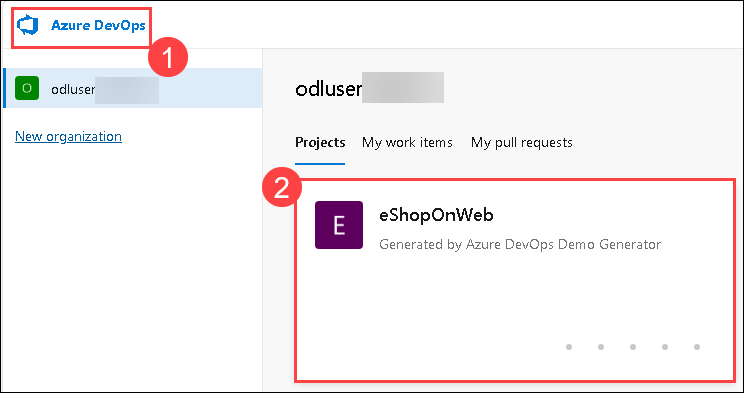 Azure DevOps
1
O odluser
New organization
odluser
Projects My work items My pull requests
2
E
eShopOnWeb
Generated by Azure DevOps Demo Generator